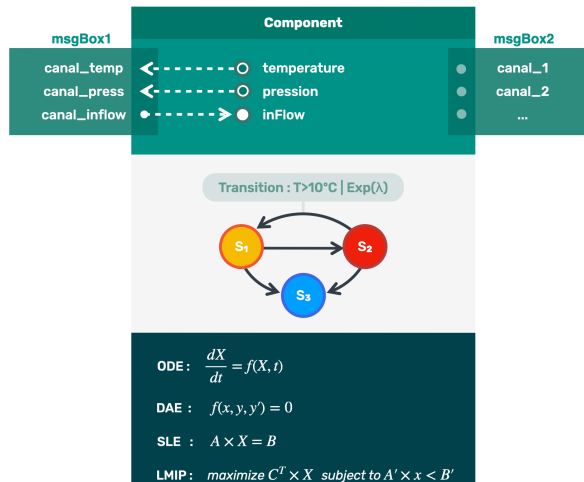 Component
msgBox1
msgBox2
canal_temp temperature canal_1
canal_press pression canal_2
canal_inflow inFlow ...
Transition : T>10°C | Exp(λ)
S₁
S₂
S₃
ODE : dX/dt = f(X, t)
DAE : f(x, y, y′) = 0
SLE : A × X = B
LMIP : maximize Cᵀ × X subject to A′ × x < B′